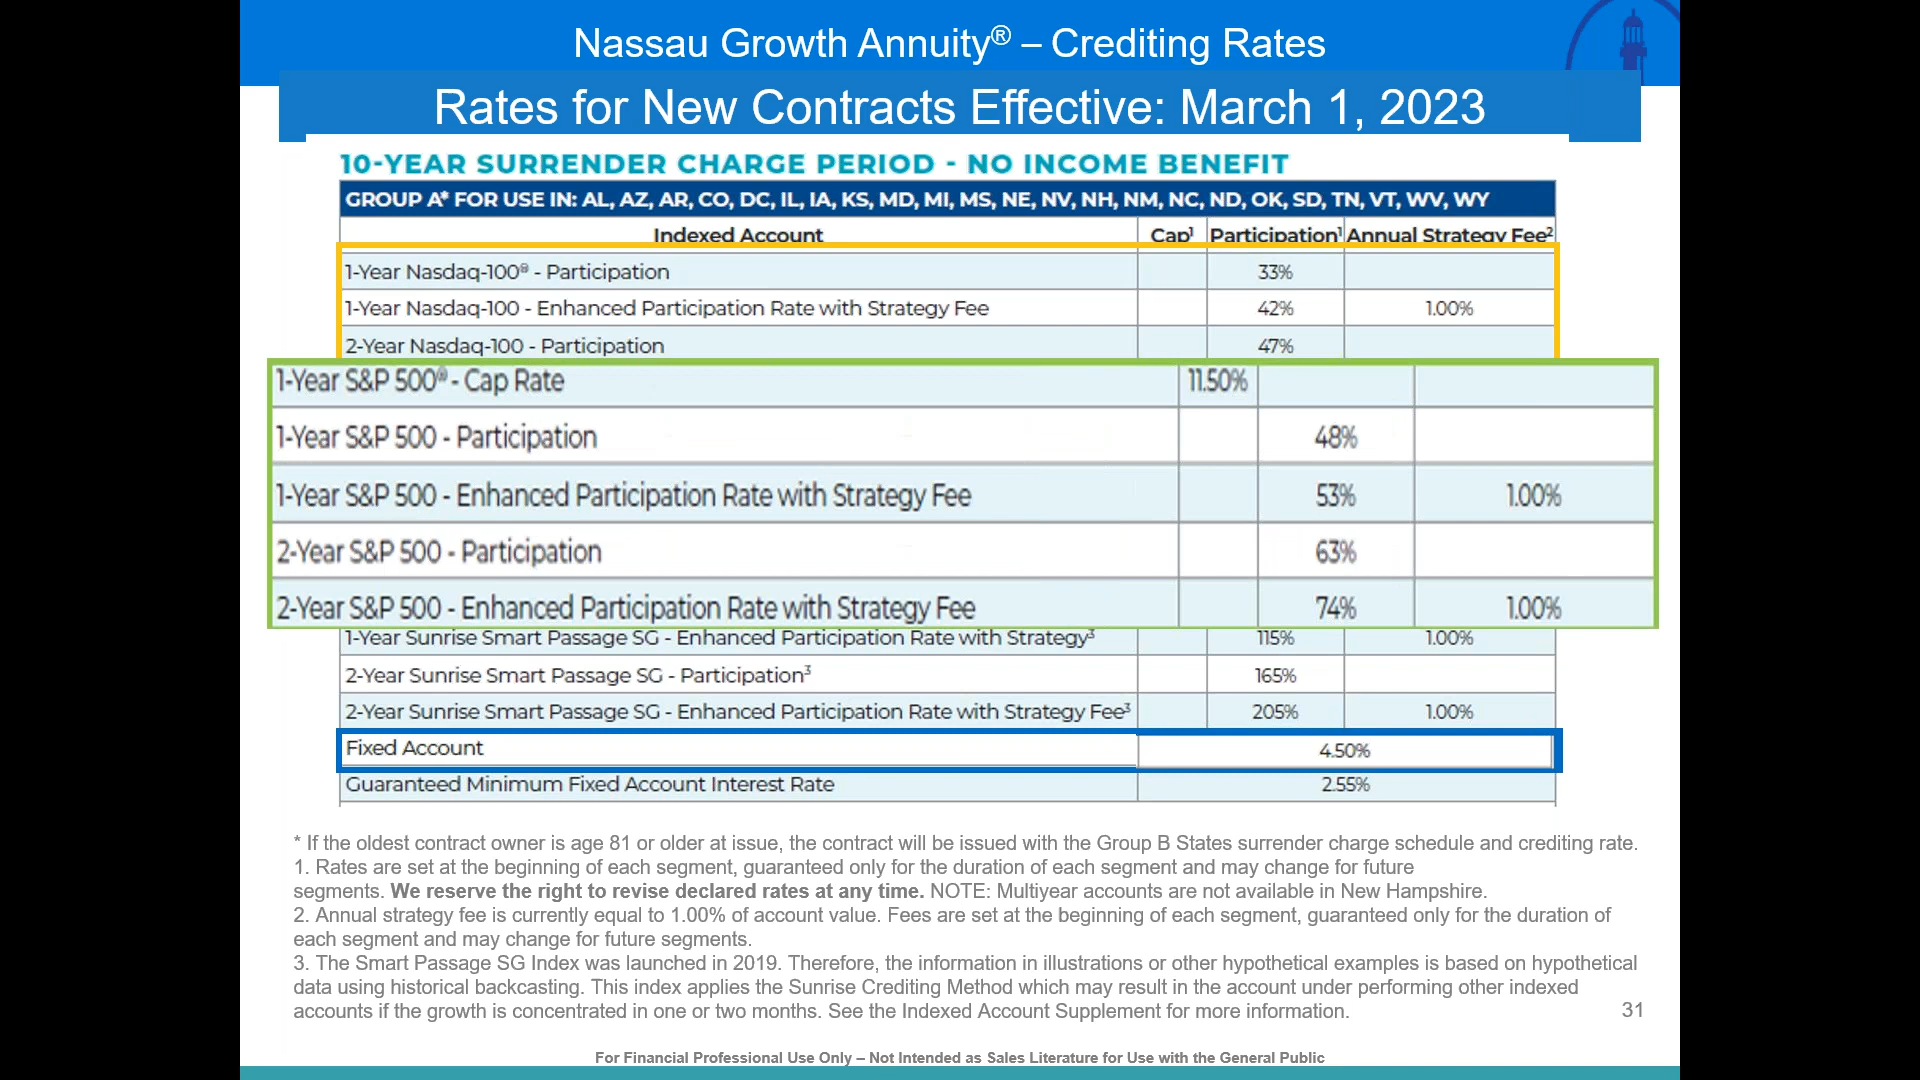 Nassau Growth Annuity® – Crediting Rates
Rates for New Contracts Effective: March 1, 2023
10-YEAR SURRENDER CHARGE PERIOD - NO INCOME BENEFIT
GROUP A* FOR USE IN: AL, AZ, AR, CO, DC, IL, IA, KS, MD, MI, MS, NE, NV, NH, NM, NC, ND, OK, SD, TN, VT, WV, WY
Indexed Account Cap¹ Participation¹ Annual Strategy Fee²
1-Year Nasdaq-100® - Participation 33%
1-Year Nasdaq-100 - Enhanced Participation Rate with Strategy Fee 42% 1.00%
2-Year Nasdaq-100 - Participation 47%
1-Year S&P 500® - Cap Rate 11.50%
1-Year S&P 500 - Participation 48%
1-Year S&P 500 - Enhanced Participation Rate with Strategy Fee 53% 1.00%
2-Year S&P 500 - Participation 63%
2-Year S&P 500 - Enhanced Participation Rate with Strategy Fee 74% 1.00%
1-Year Sunrise Smart Passage SG - Enhanced Participation Rate with Strategy³ 115% 1.00%
2-Year Sunrise Smart Passage SG - Participation³ 165%
2-Year Sunrise Smart Passage SG - Enhanced Participation Rate with Strategy Fee³ 205% 1.00%
Fixed Account 4.50%
Guaranteed Minimum Fixed Account Interest Rate 2.55%
* If the oldest contract owner is age 81 or older at issue, the contract will be issued with the Group B States surrender charge schedule and crediting rate.
1. Rates are set at the beginning of each segment, guaranteed only for the duration of each segment and may change for future
segments. We reserve the right to revise declared rates at any time. NOTE: Multiyear accounts are not available in New Hampshire.
2. Annual strategy fee is currently equal to 1.00% of account value. Fees are set at the beginning of each segment, guaranteed only for the duration of
each segment and may change for future segments.
3. The Smart Passage SG Index was launched in 2019. Therefore, the information in illustrations or other hypothetical examples is based on hypothetical
data using historical backcasting. This index applies the Sunrise Crediting Method which may result in the account under performing other indexed
accounts if the growth is concentrated in one or two months. See the Indexed Account Supplement for more information.
31
For Financial Professional Use Only – Not Intended as Sales Literature for Use with the General Public